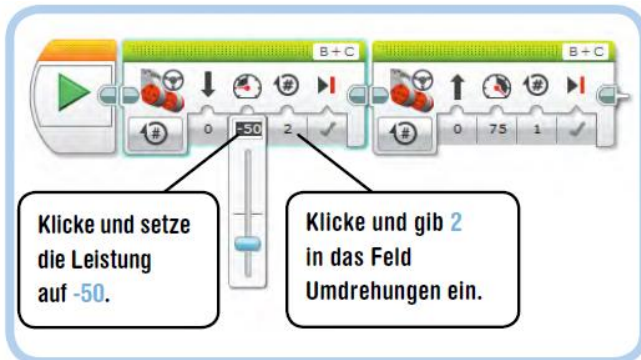 B+C
B+C
#
#
#
0
-50
2
#
0
75
1
Klicke und setze
die Leistung
auf -50.
Klicke und gib 2
in das Feld
Umdrehungen ein.